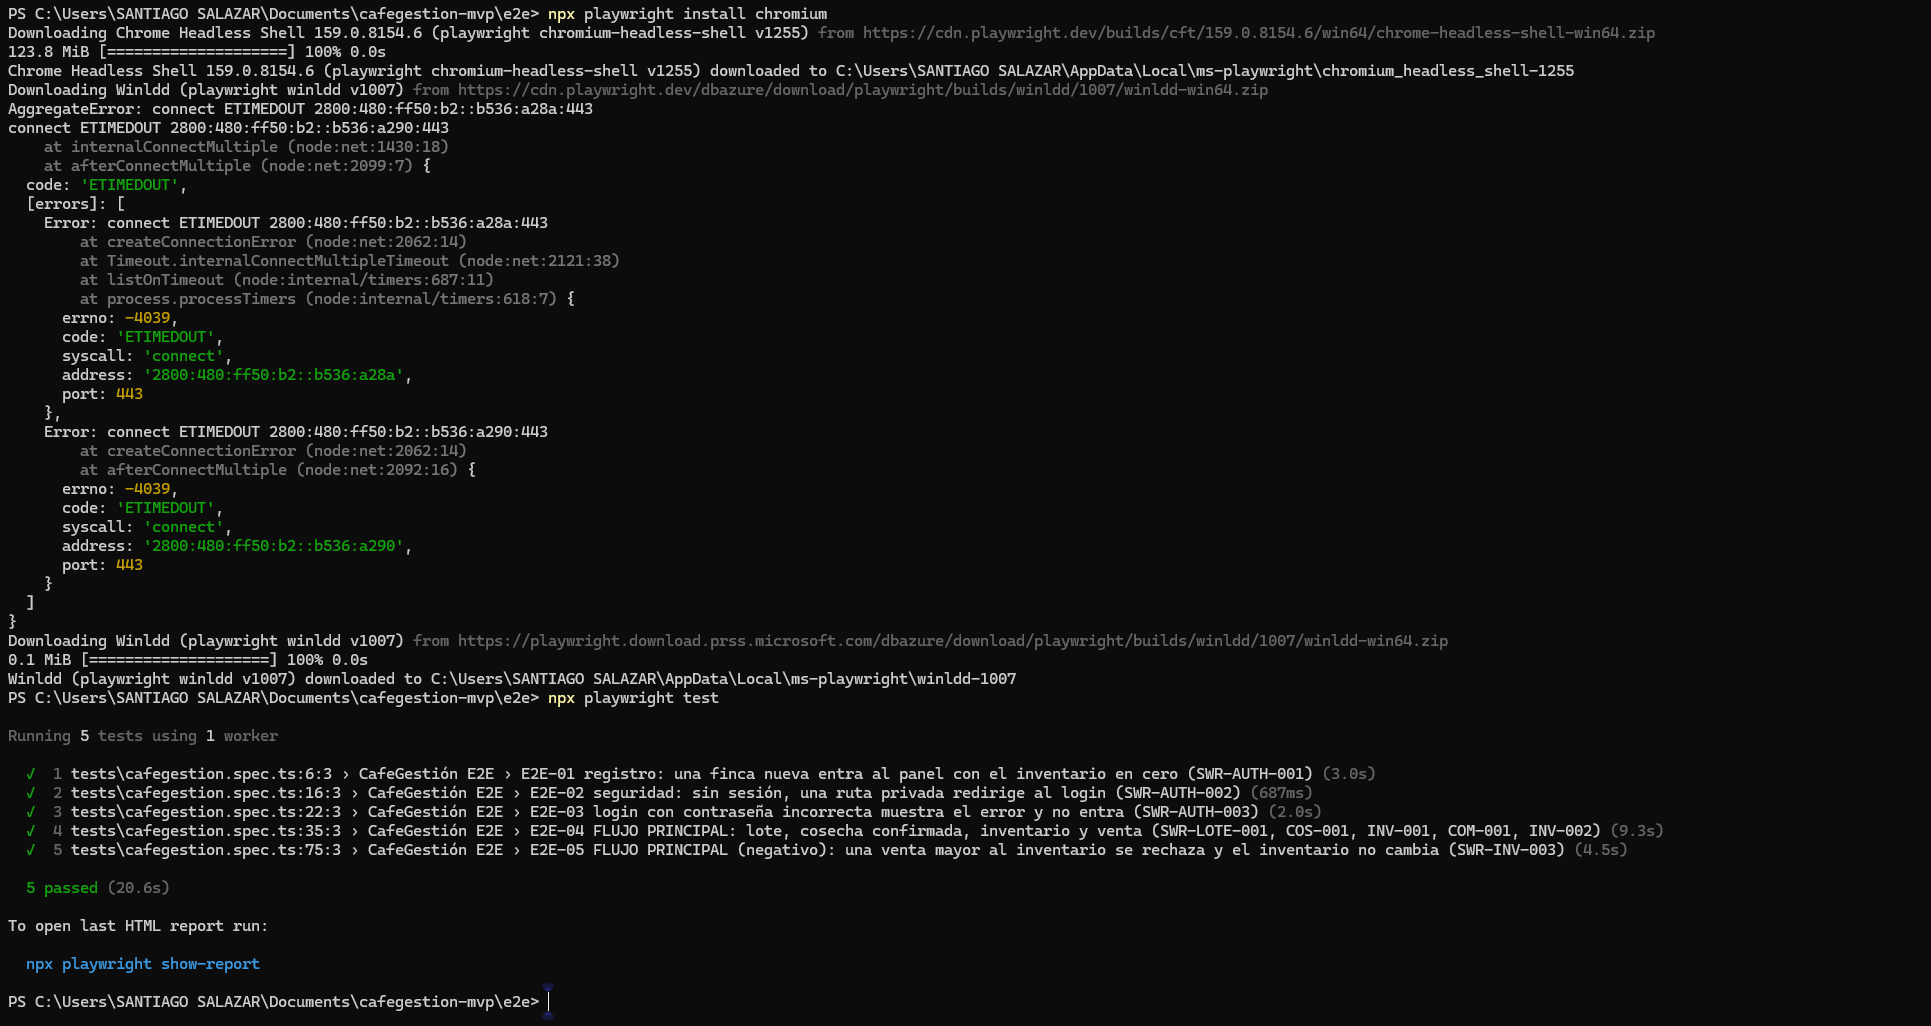 PS C:\Users\SANTIAGO SALAZAR\Documents\cafegestion-mvp\e2e> npx playwright install chromium
Downloading Chrome Headless Shell 159.0.8154.6 (playwright chromium-headless-shell v1255) from https://cdn.playwright.dev/builds/cft/159.0.8154.6/win64/chrome-headless-shell-win64.zip
123.8 MiB [====================] 100% 0.0s
Chrome Headless Shell 159.0.8154.6 (playwright chromium-headless-shell v1255) downloaded to C:\Users\SANTIAGO SALAZAR\AppData\Local\ms-playwright\chromium_headless_shell-1255
Downloading Winldd (playwright winldd v1007) from https://cdn.playwright.dev/dbazure/download/playwright/builds/winldd/1007/winldd-win64.zip
AggregateError: connect ETIMEDOUT 2800:480:ff50:b2::b536:a28a:443
connect ETIMEDOUT 2800:480:ff50:b2::b536:a290:443
    at internalConnectMultiple (node:net:1430:18)
    at afterConnectMultiple (node:net:2099:7) {
  code: 'ETIMEDOUT',
  [errors]: [
    Error: connect ETIMEDOUT 2800:480:ff50:b2::b536:a28a:443
        at createConnectionError (node:net:2062:14)
        at Timeout.internalConnectMultipleTimeout (node:net:2121:38)
        at listOnTimeout (node:internal/timers:687:11)
        at process.processTimers (node:internal/timers:618:7) {
      errno: -4039,
      code: 'ETIMEDOUT',
      syscall: 'connect',
      address: '2800:480:ff50:b2::b536:a28a',
      port: 443
    },
    Error: connect ETIMEDOUT 2800:480:ff50:b2::b536:a290:443
        at createConnectionError (node:net:2062:14)
        at afterConnectMultiple (node:net:2092:16) {
      errno: -4039,
      code: 'ETIMEDOUT',
      syscall: 'connect',
      address: '2800:480:ff50:b2::b536:a290',
      port: 443
    }
  ]
}
Downloading Winldd (playwright winldd v1007) from https://playwright.download.prss.microsoft.com/dbazure/download/playwright/builds/winldd/1007/winldd-win64.zip
0.1 MiB [====================] 100% 0.0s
Winldd (playwright winldd v1007) downloaded to C:\Users\SANTIAGO SALAZAR\AppData\Local\ms-playwright\winldd-1007
PS C:\Users\SANTIAGO SALAZAR\Documents\cafegestion-mvp\e2e> npx playwright test
Running 5 tests using 1 worker
  ✓  1 tests\cafegestion.spec.ts:6:3 › CafeGestión E2E › E2E-01 registro: una finca nueva entra al panel con el inventario en cero (SWR-AUTH-001) (3.0s)
  ✓  2 tests\cafegestion.spec.ts:16:3 › CafeGestión E2E › E2E-02 seguridad: sin sesión, una ruta privada redirige al login (SWR-AUTH-002) (687ms)
  ✓  3 tests\cafegestion.spec.ts:22:3 › CafeGestión E2E › E2E-03 login con contraseña incorrecta muestra el error y no entra (SWR-AUTH-003) (2.0s)
  ✓  4 tests\cafegestion.spec.ts:35:3 › CafeGestión E2E › E2E-04 FLUJO PRINCIPAL: lote, cosecha confirmada, inventario y venta (SWR-LOTE-001, COS-001, INV-001, COM-001, INV-002) (9.3s)
  ✓  5 tests\cafegestion.spec.ts:75:3 › CafeGestión E2E › E2E-05 FLUJO PRINCIPAL (negativo): una venta mayor al inventario se rechaza y el inventario no cambia (SWR-INV-003) (4.5s)
  5 passed (20.6s)
To open last HTML report run:
  npx playwright show-report
PS C:\Users\SANTIAGO SALAZAR\Documents\cafegestion-mvp\e2e>